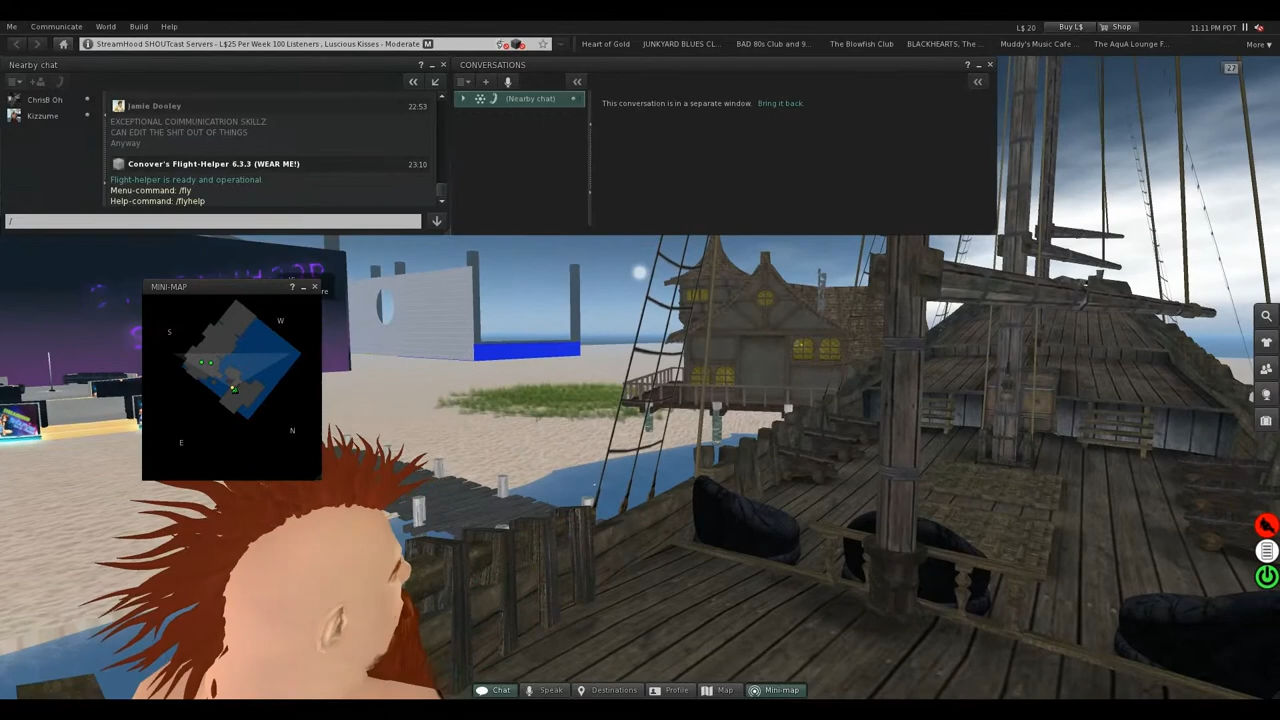 Me Communicate World Build Help
L$ 20 Buy L$ Shop 11:11 PM PDT
StreamHood SHOUTcast Servers - L$25 Per Week 100 Listeners , Luscious Kisses - Moderate M
Heart of Gold JUNKYARD BLUES CL... BAD 80s Club and 9... The Blowfish Club BLACKHEARTS, The ... Muddy's Music Cafe ... The AquA Lounge F... More ▼
Nearby chat ? _ ×
ChrisB Oh
Kizzume
Jamie Dooley 22:53
EXCEPTIONAL COIMMUNICATRION SKILLZ
CAN EDIT THE SHIT OUT OF THINGS
Anyway
Conover's Flight-Helper 6.3.3 (WEAR ME!) 23:10
Flight-helper is ready and operational.
Menu-command: /fly
Help-command: /flyhelp
/
CONVERSATIONS ? _ ×
(Nearby chat)
This conversation is in a separate window. Bring it back.
27
MINI-MAP ? _ ×
S W
E N
Chat Speak Destinations Profile Map Mini-map